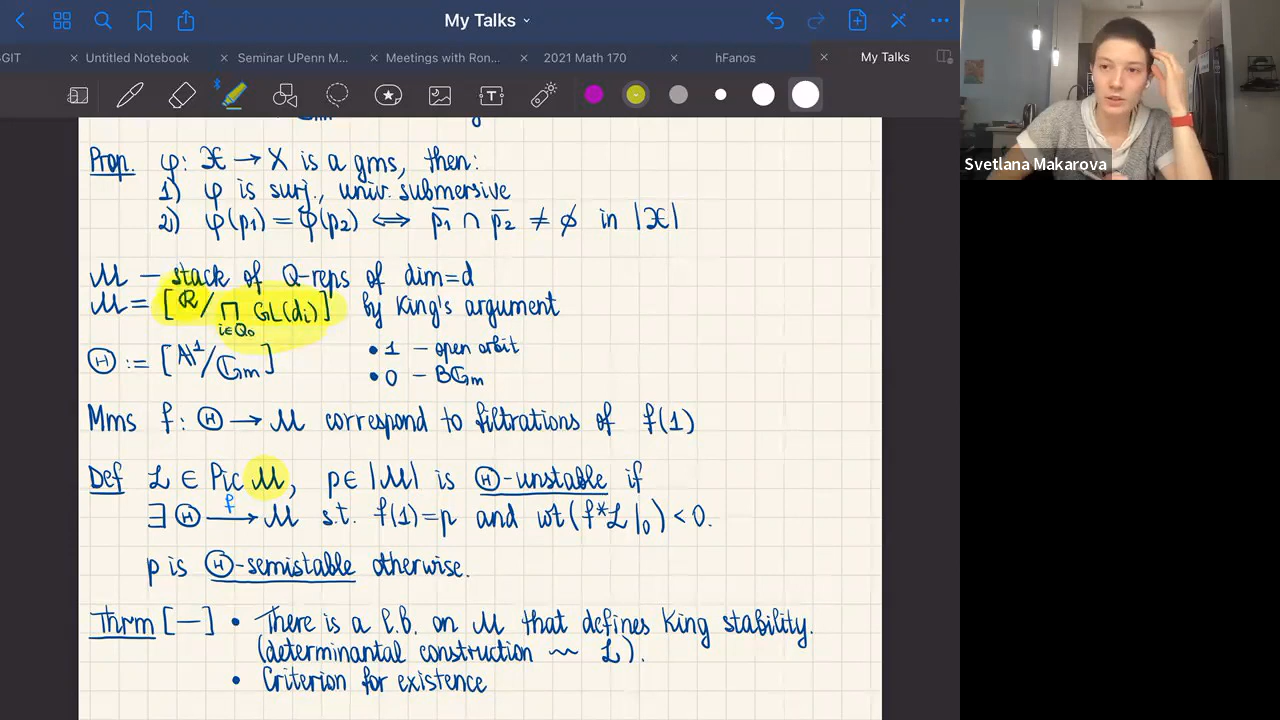 My Talks
GIT
Untitled Notebook
Seminar UPenn M...
Meetings with Ron...
2021 Math 170
hFanos
My Talks
Svetlana Makarova
Prop. φ: 𝒳 → X is a gms, then:
1) φ is surj., univ. submersive
2) φ(p₁) = φ(p₂) ⟺ p̄₁ ∩ p̄₂ ≠ ∅ in |𝒳|
ℳ — stack of Q-reps of dim=d
ℳ = [ℛ/∏_{i∈Q₀} GL(dᵢ)] by King's argument
Ⓗ := [𝔸¹/𝔾m] • 1 — open orbit
• 0 — B𝔾m
Mms f: Ⓗ → ℳ correspond to filtrations of f(1)
Def ℒ ∈ Pic ℳ, p∈|ℳ| is Ⓗ-unstable if
∃ Ⓗ —f→ ℳ s.t. f(1)=p and wt(f*ℒ|₀) < 0.
p is Ⓗ-semistable otherwise.
Thrm [—] • There is a l.b. on ℳ that defines King stability.
(determinantal construction ⁓ ℒ).
• Criterion for existence